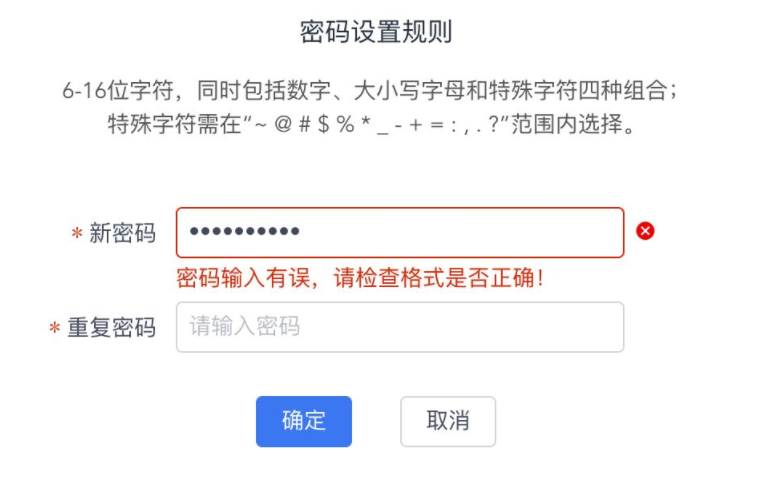 密码设置规则
6-16位字符，同时包括数字、大小写字母和特殊字符四种组合；
特殊字符需在“~ @ # $ % * _ - + = : , . ?”范围内选择。
* 新密码 ••••••••••
密码输入有误，请检查格式是否正确！
* 重复密码 请输入密码
确定 取消